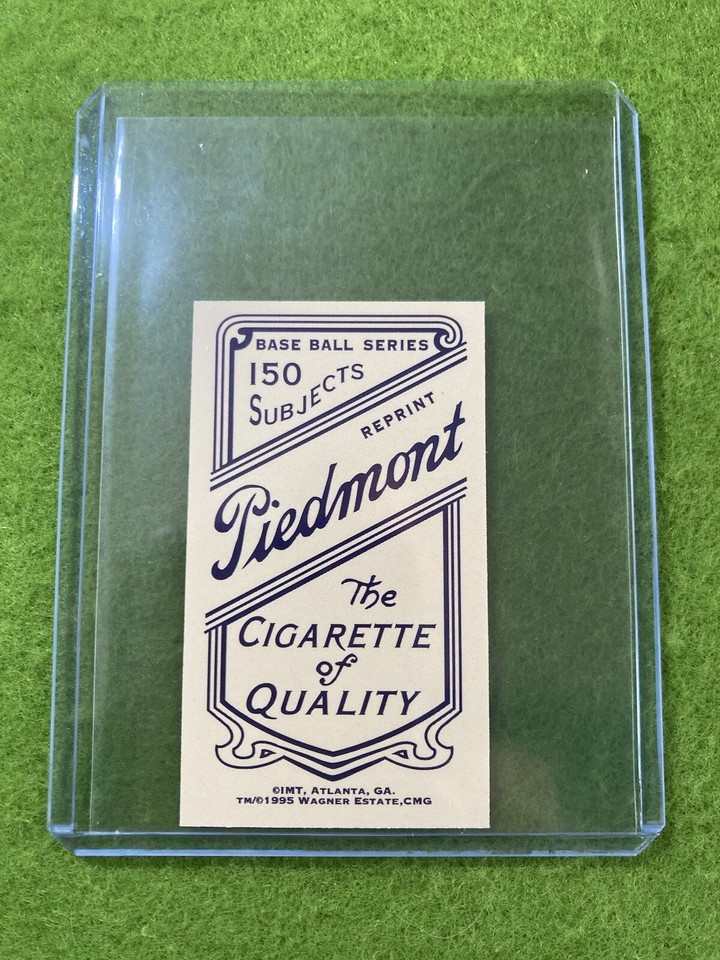 BASE BALL SERIES
150
SUBJECTS
REPRINT
Piedmont
The
CIGARETTE
of
QUALITY
©IMT, ATLANTA, GA.
TM/©1995 WAGNER ESTATE,CMG